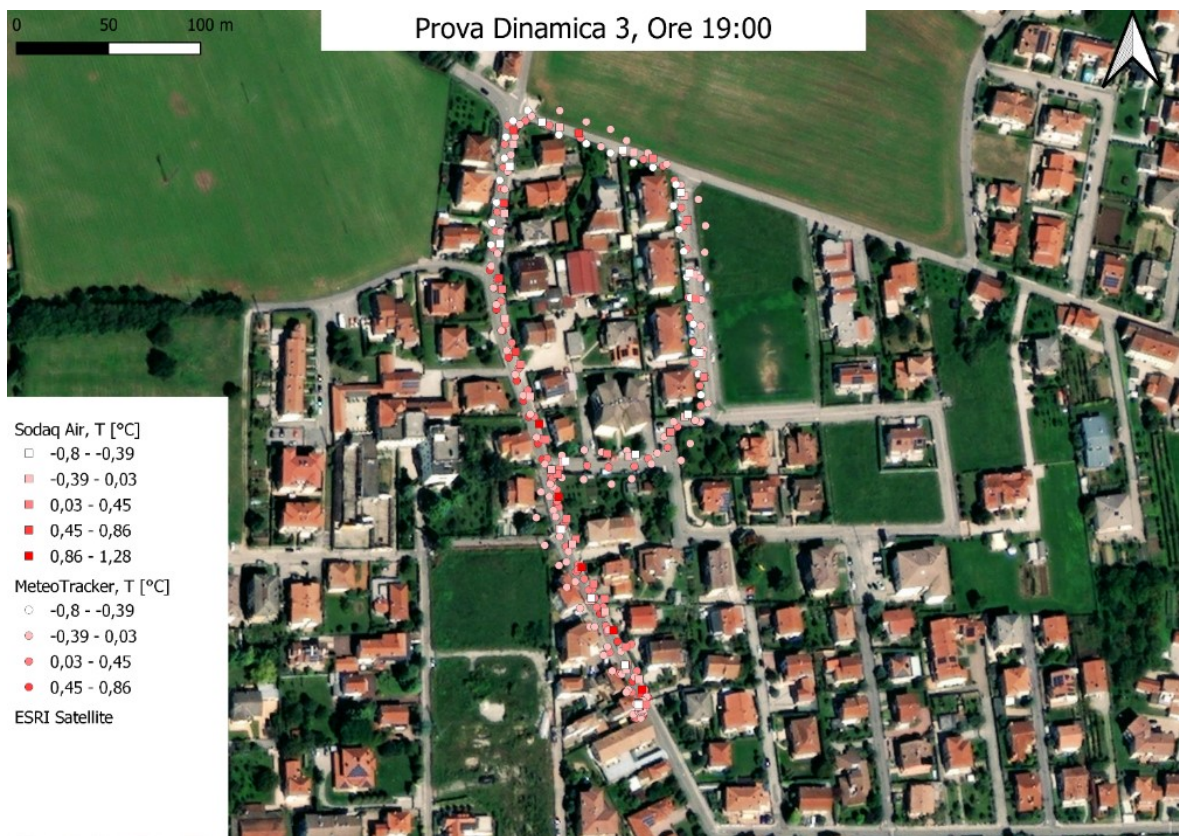 0 50 100 m
Prova Dinamica 3, Ore 19:00
Sodaq Air, T [°C]
-0,8 - -0,39
-0,39 - 0,03
0,03 - 0,45
0,45 - 0,86
0,86 - 1,28
MeteoTracker, T [°C]
-0,8 - -0,39
-0,39 - 0,03
0,03 - 0,45
0,45 - 0,86
ESRI Satellite